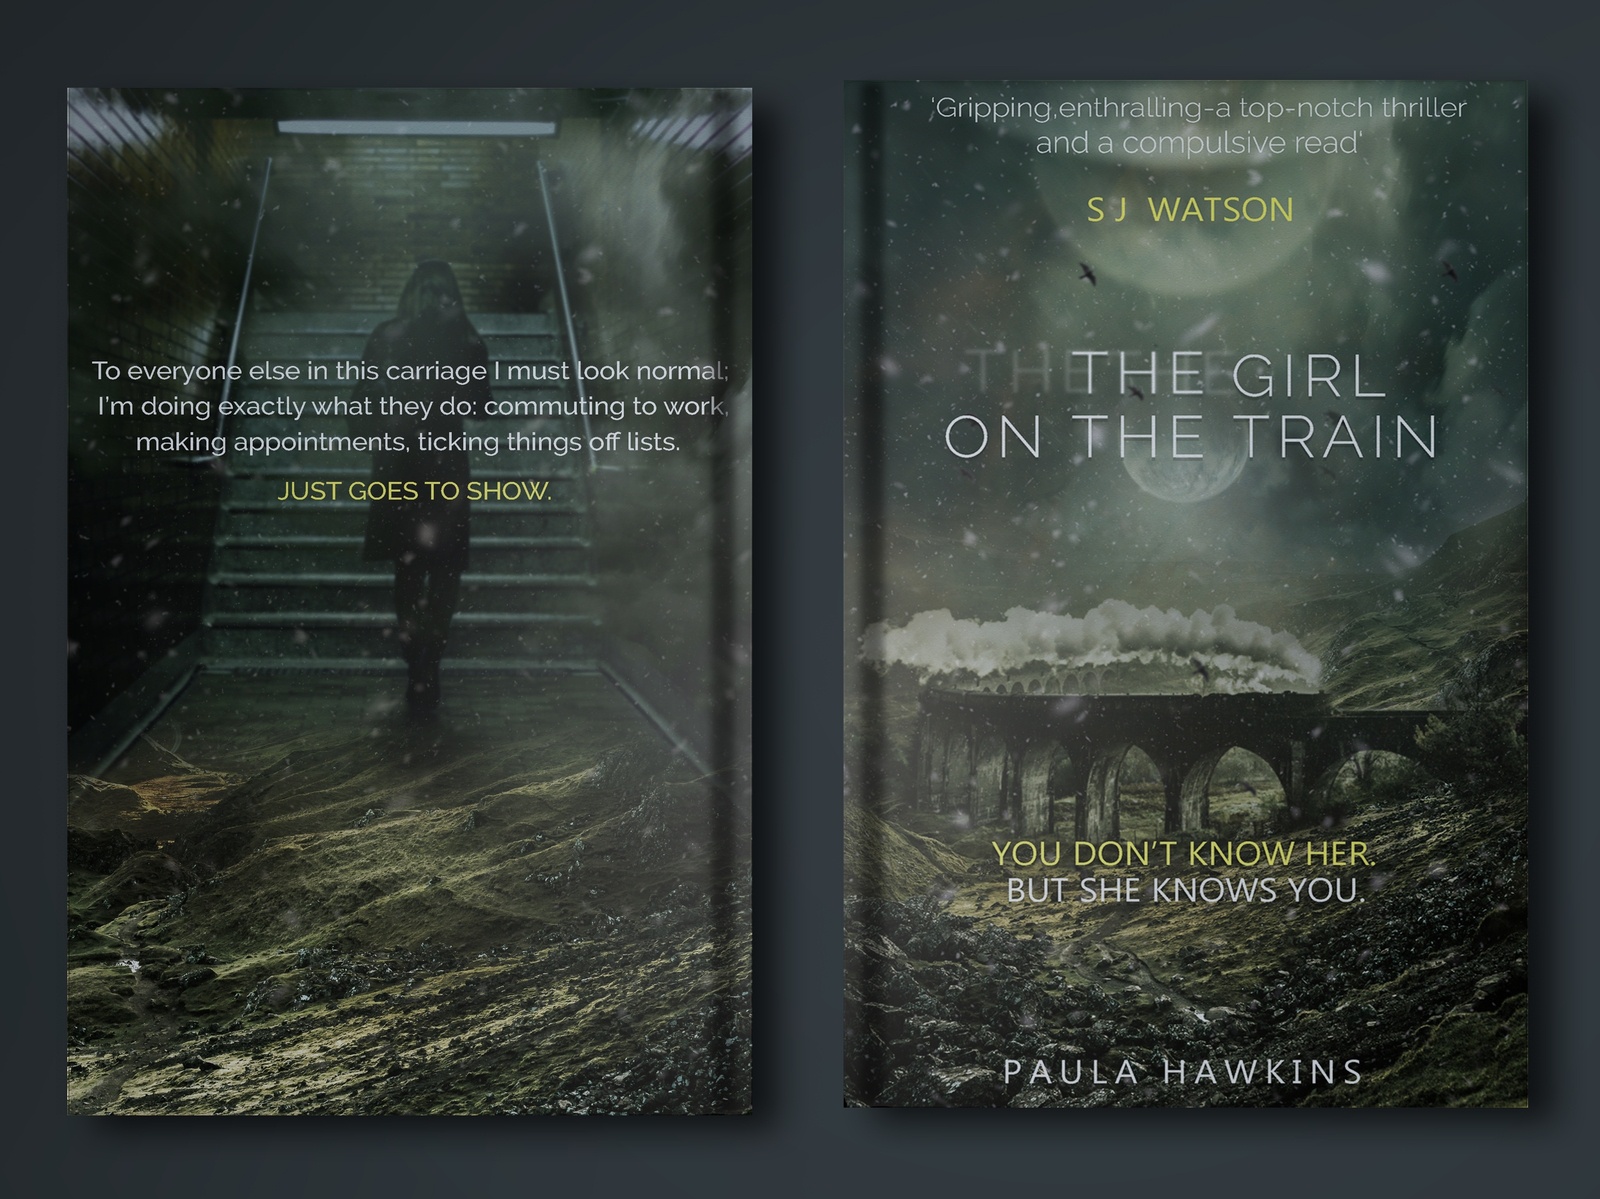 To everyone else in this carriage I must look normal;
I'm doing exactly what they do: commuting to work,
making appointments, ticking things off lists.
JUST GOES TO SHOW.
'Gripping,enthralling-a top-notch thriller
and a compulsive read'
S J WATSON
THE GIRL
ON THE TRAIN
YOU DON'T KNOW HER.
BUT SHE KNOWS YOU.
PAULA HAWKINS